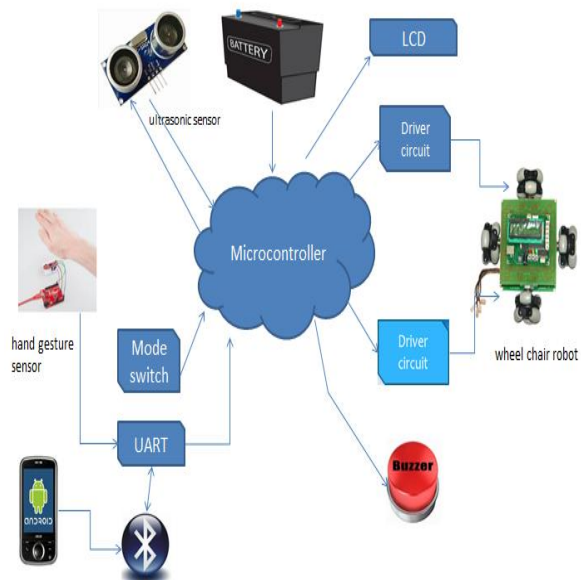 BATTERY
LCD
ultrasonic sensor
Driver
circuit
Microcontroller
hand gesture
sensor
Mode
switch
Driver
circuit
wheel chair robot
UART
Buzzer
ANDROID